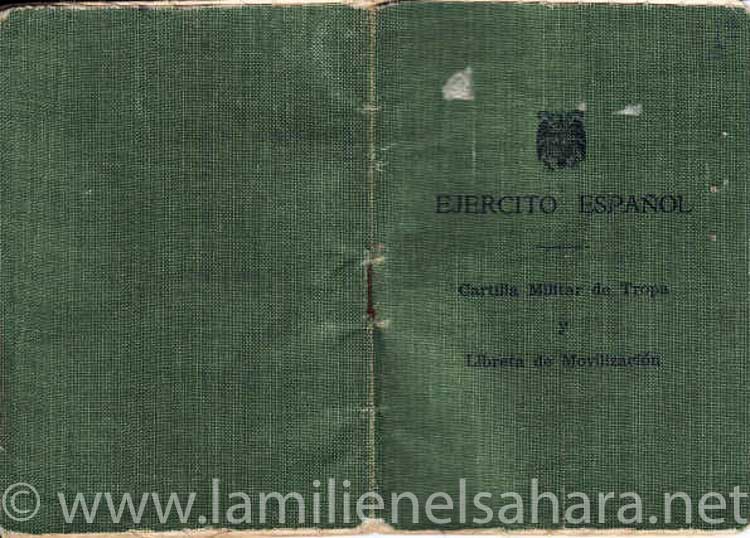 EJERCITO ESPAÑOL
Cartilla Militar de Tropa
y
Libreta de Movilización
© www.lamilienelsahara.net